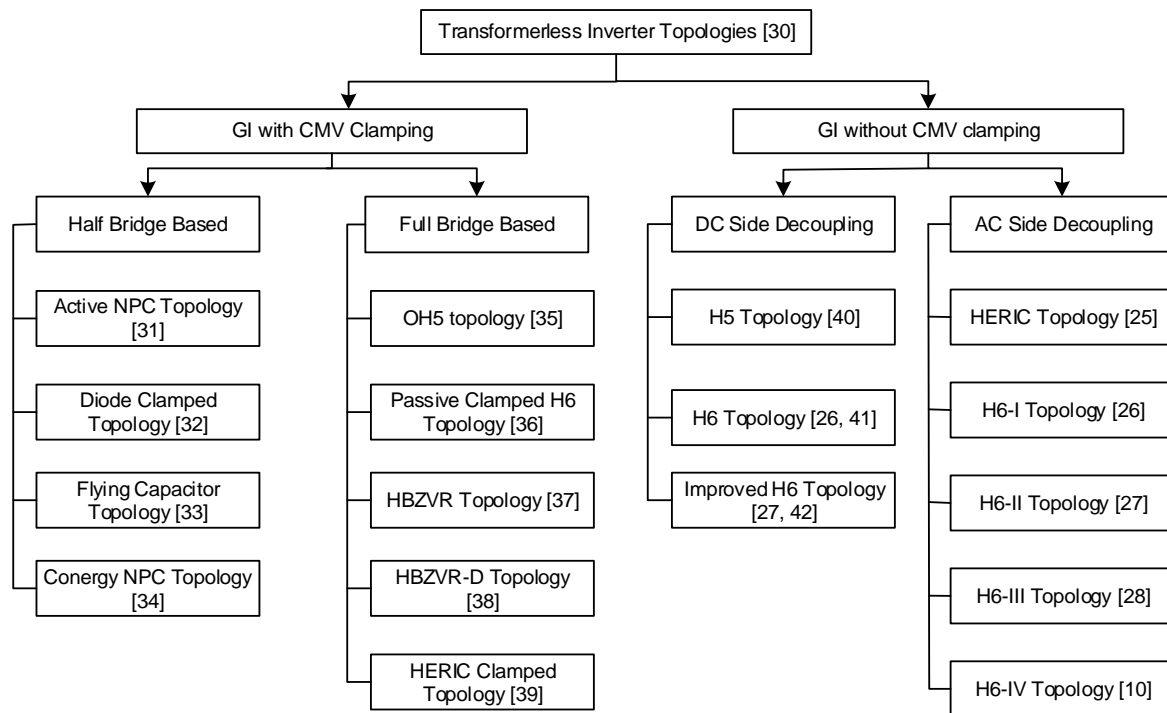 Transformerless Inverter Topologies [30]
GI with CMV Clamping
GI without CMV clamping
Half Bridge Based
Full Bridge Based
DC Side Decoupling
AC Side Decoupling
Active NPC Topology
[31]
OH5 topology [35]
H5 Topology [40]
HERIC Topology [25]
Diode Clamped
Topology [32]
Passive Clamped H6
Topology [36]
H6 Topology [26, 41]
H6-I Topology [26]
Flying Capacitor
Topology [33]
HBZVR Topology [37]
Improved H6 Topology
[27, 42]
H6-II Topology [27]
Conergy NPC Topology
[34]
HBZVR-D Topology
[38]
H6-III Topology [28]
HERIC Clamped
Topology [39]
H6-IV Topology [10]